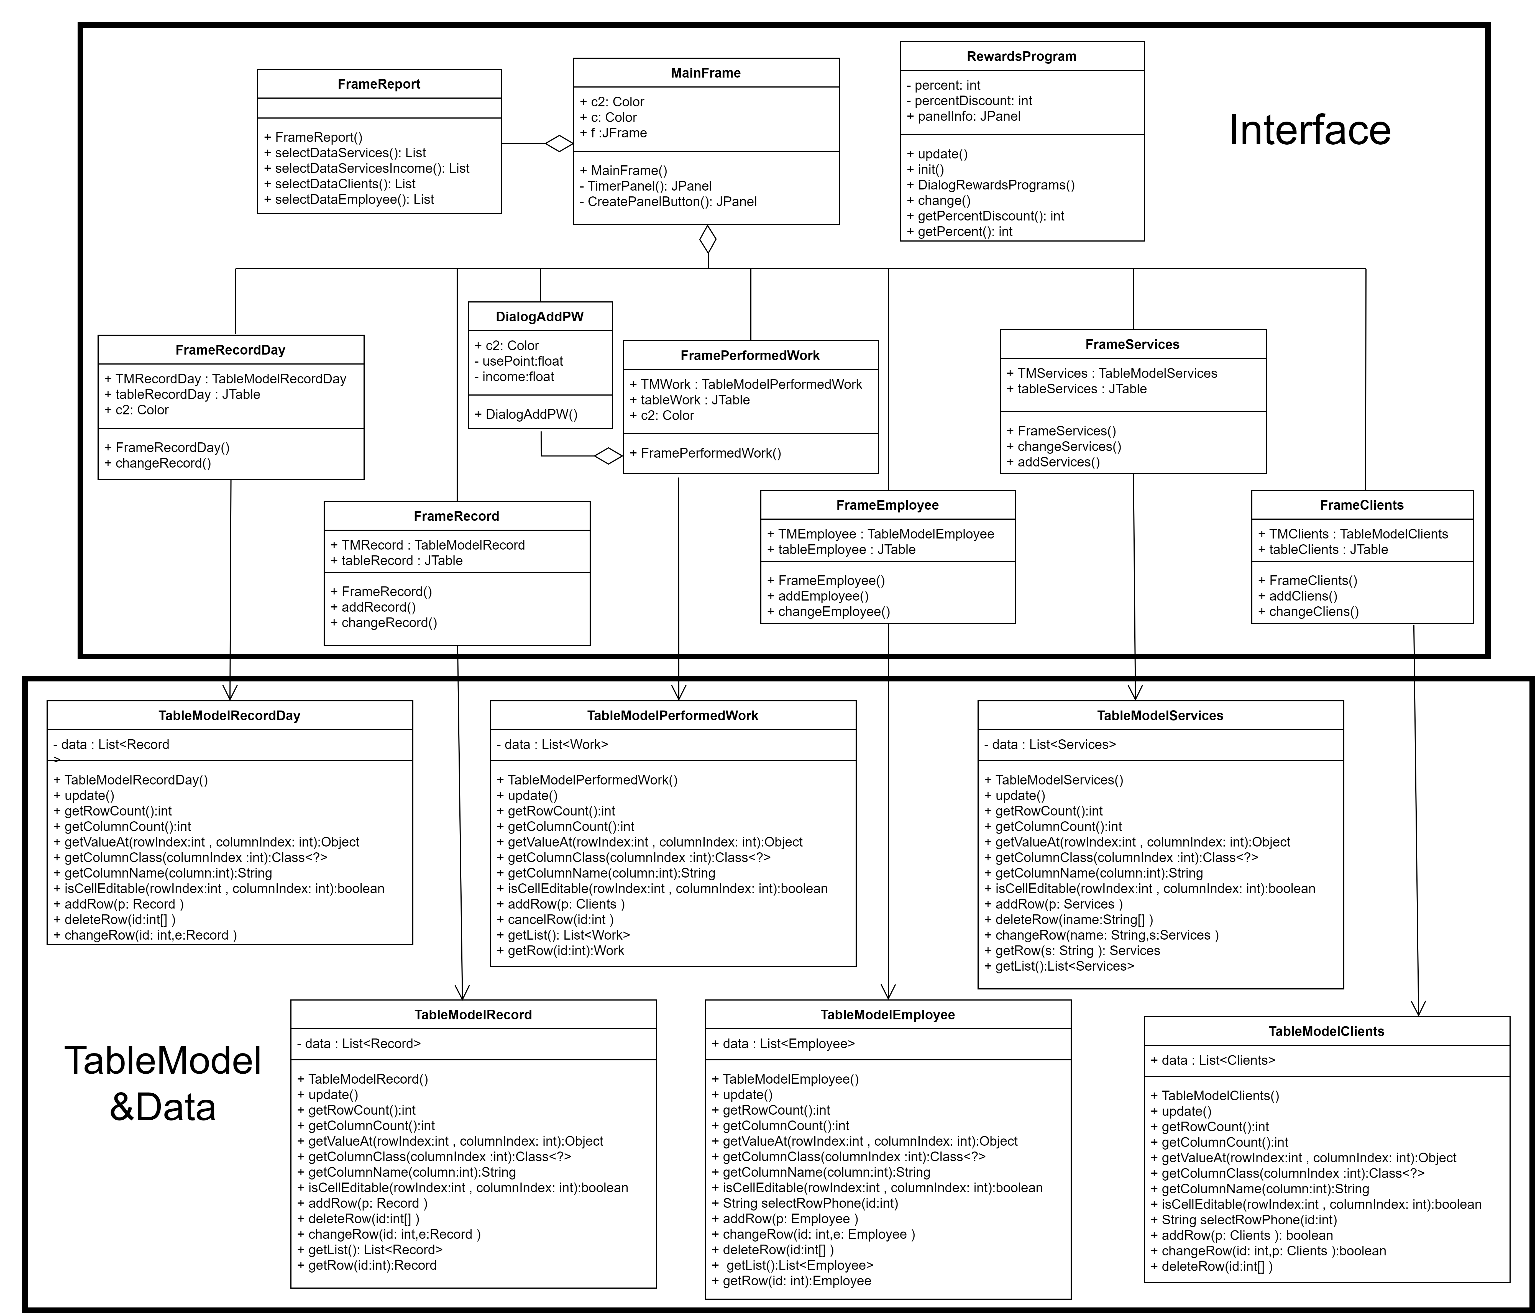 FrameReport
+ FrameReport()
+ selectDataServices(): List
+ selectDataServicesIncome(): List
+ selectDataClients(): List
+ selectDataEmployee(): List
MainFrame
+ c2: Color
+ c: Color
+ f :JFrame
+ MainFrame()
- TimerPanel(): JPanel
- CreatePanelButton(): JPanel
RewardsProgram
- percent: int
- percentDiscount: int
+ panelInfo: JPanel
+ update()
+ init()
+ DialogRewardsPrograms()
+ change()
+ getPercentDiscount(): int
+ getPercent(): int
Interface
FrameRecordDay
+ TMRecordDay : TableModelRecordDay
+ tableRecordDay : JTable
+ c2: Color
+ FrameRecordDay()
+ changeRecord()
DialogAddPW
+ c2: Color
- usePoint:float
- income:float
+ DialogAddPW()
FramePerformedWork
+ TMWork : TableModelPerformedWork
+ tableWork : JTable
+ c2: Color
+ FramePerformedWork()
FrameServices
+ TMServices : TableModelServices
+ tableServices : JTable
+ FrameServices()
+ changeServices()
+ addServices()
FrameRecord
+ TMRecord : TableModelRecord
+ tableRecord : JTable
+ FrameRecord()
+ addRecord()
+ changeRecord()
FrameEmployee
+ TMEmployee : TableModelEmployee
+ tableEmployee : JTable
+ FrameEmployee()
+ addEmployee()
+ changeEmployee()
FrameClients
+ TMClients : TableModelClients
+ tableClients : JTable
+ FrameClients()
+ addCliens()
+ changeCliens()
TableModelRecordDay
- data : List<Record
>
+ TableModelRecordDay()
+ update()
+ getRowCount():int
+ getColumnCount():int
+ getValueAt(rowIndex:int , columnIndex: int):Object
+ getColumnClass(columnIndex :int):Class<?>
+ getColumnName(column:int):String
+ isCellEditable(rowIndex:int , columnIndex: int):boolean
+ addRow(p: Record )
+ deleteRow(id:int[] )
+ changeRow(id: int,e:Record )
TableModelPerformedWork
- data : List<Work>
+ TableModelPerformedWork()
+ update()
+ getRowCount():int
+ getColumnCount():int
+ getValueAt(rowIndex:int , columnIndex: int):Object
+ getColumnClass(columnIndex :int):Class<?>
+ getColumnName(column:int):String
+ isCellEditable(rowIndex:int , columnIndex: int):boolean
+ addRow(p: Clients )
+ cancelRow(id:int )
+ getList(): List<Work>
+ getRow(id:int):Work
TableModelServices
- data : List<Services>
+ TableModelServices()
+ update()
+ getRowCount():int
+ getColumnCount():int
+ getValueAt(rowIndex:int , columnIndex: int):Object
+ getColumnClass(columnIndex :int):Class<?>
+ getColumnName(column:int):String
+ isCellEditable(rowIndex:int , columnIndex: int):boolean
+ addRow(p: Services )
+ deleteRow(iname:String[] )
+ changeRow(name: String,s:Services )
+ getRow(s: String ): Services
+ getList():List<Services>
TableModel
&Data
TableModelRecord
- data : List<Record>
+ TableModelRecord()
+ update()
+ getRowCount():int
+ getColumnCount():int
+ getValueAt(rowIndex:int , columnIndex: int):Object
+ getColumnClass(columnIndex :int):Class<?>
+ getColumnName(column:int):String
+ isCellEditable(rowIndex:int , columnIndex: int):boolean
+ addRow(p: Record )
+ deleteRow(id:int[] )
+ changeRow(id: int,e:Record )
+ getList(): List<Record>
+ getRow(id:int):Record
TableModelEmployee
+ data : List<Employee>
+ TableModelEmployee()
+ update()
+ getRowCount():int
+ getColumnCount():int
+ getValueAt(rowIndex:int , columnIndex: int):Object
+ getColumnClass(columnIndex :int):Class<?>
+ getColumnName(column:int):String
+ isCellEditable(rowIndex:int , columnIndex: int):boolean
+ String selectRowPhone(id:int)
+ addRow(p: Employee )
+ changeRow(id: int,e: Employee )
+ deleteRow(id:int[] )
+ getList():List<Employee>
+ getRow(id: int):Employee
TableModelClients
+ data : List<Clients>
+ TableModelClients()
+ update()
+ getRowCount():int
+ getColumnCount():int
+ getValueAt(rowIndex:int , columnIndex: int):Object
+ getColumnClass(columnIndex :int):Class<?>
+ getColumnName(column:int):String
+ isCellEditable(rowIndex:int , columnIndex: int):boolean
+ String selectRowPhone(id:int)
+ addRow(p: Clients ): boolean
+ changeRow(id: int,p: Clients ):boolean
+ deleteRow(id:int[] )